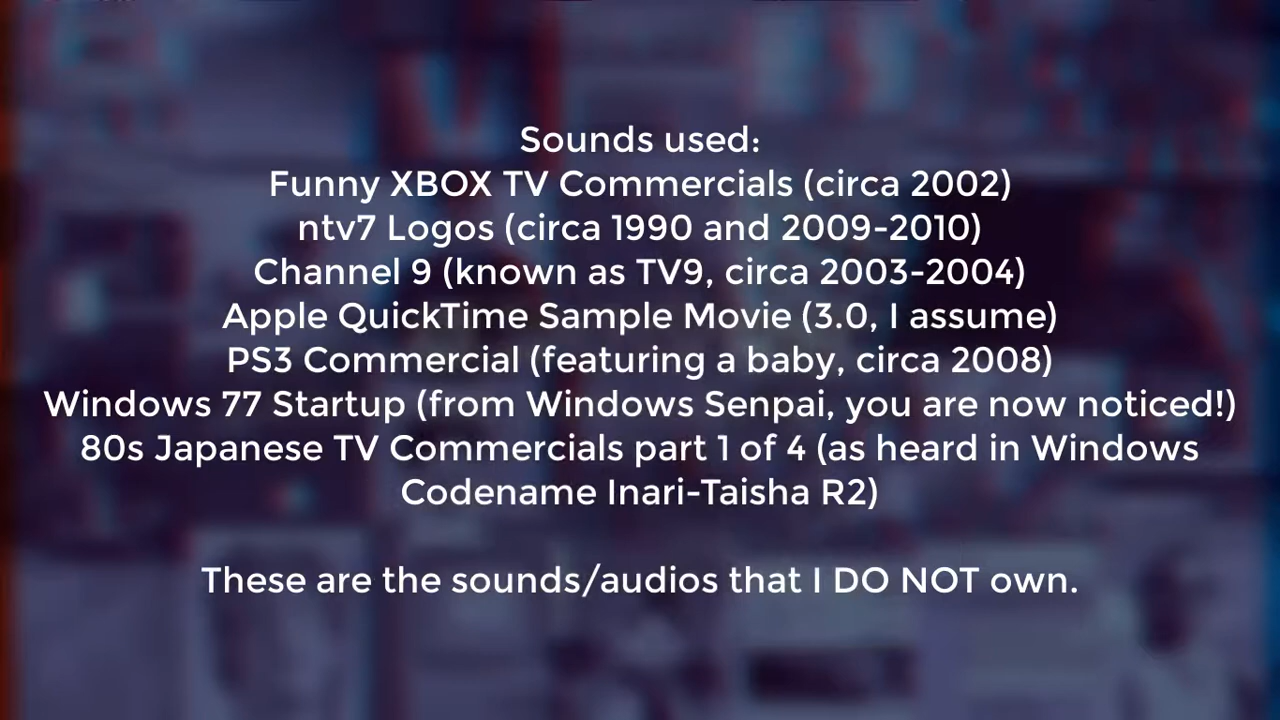 Sounds used:
Funny XBOX TV Commercials (circa 2002)
ntv7 Logos (circa 1990 and 2009-2010)
Channel 9 (known as TV9, circa 2003-2004)
Apple QuickTime Sample Movie (3.0, I assume)
PS3 Commercial (featuring a baby, circa 2008)
Windows 77 Startup (from Windows Senpai, you are now noticed!)
80s Japanese TV Commercials part 1 of 4 (as heard in Windows
Codename Inari-Taisha R2)
These are the sounds/audios that I DO NOT own.